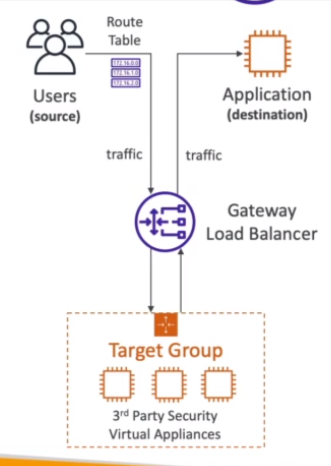 Route
Table
172.16.0.0
172.16.1.0
172.16.2.0
Users
(source)
Application
(destination)
traffic
traffic
Gateway
Load Balancer
Target Group
3rd Party Security
Virtual Appliances